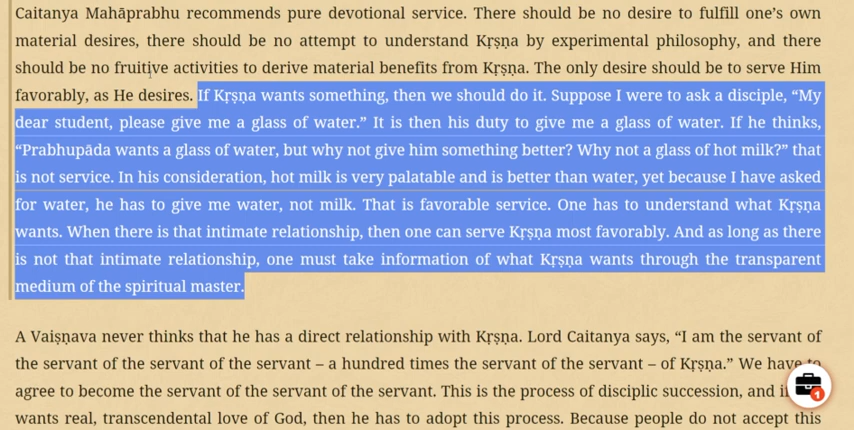 Caitanya Mahāprabhu recommends pure devotional service. There should be no desire to fulfill one’s own
material desires, there should be no attempt to understand Kṛṣṇa by experimental philosophy, and there
should be no fruitive activities to derive material benefits from Kṛṣṇa. The only desire should be to serve Him
favorably, as He desires. If Kṛṣṇa wants something, then we should do it. Suppose I were to ask a disciple, “My
dear student, please give me a glass of water.” It is then his duty to give me a glass of water. If he thinks,
“Prabhupāda wants a glass of water, but why not give him something better? Why not a glass of hot milk?” that
is not service. In his consideration, hot milk is very palatable and is better than water, yet because I have asked
for water, he has to give me water, not milk. That is favorable service. One has to understand what Kṛṣṇa
wants. When there is that intimate relationship, then one can serve Kṛṣṇa most favorably. And as long as there
is not that intimate relationship, one must take information of what Kṛṣṇa wants through the transparent
medium of the spiritual master.
A Vaiṣṇava never thinks that he has a direct relationship with Kṛṣṇa. Lord Caitanya says, “I am the servant of
the servant of the servant of the servant – a hundred times the servant of the servant – of Kṛṣṇa.” We have to
agree to become the servant of the servant of the servant. This is the process of disciplic succession, and
wants real, transcendental love of God, then he has to adopt this process. Because people do not accept this
1